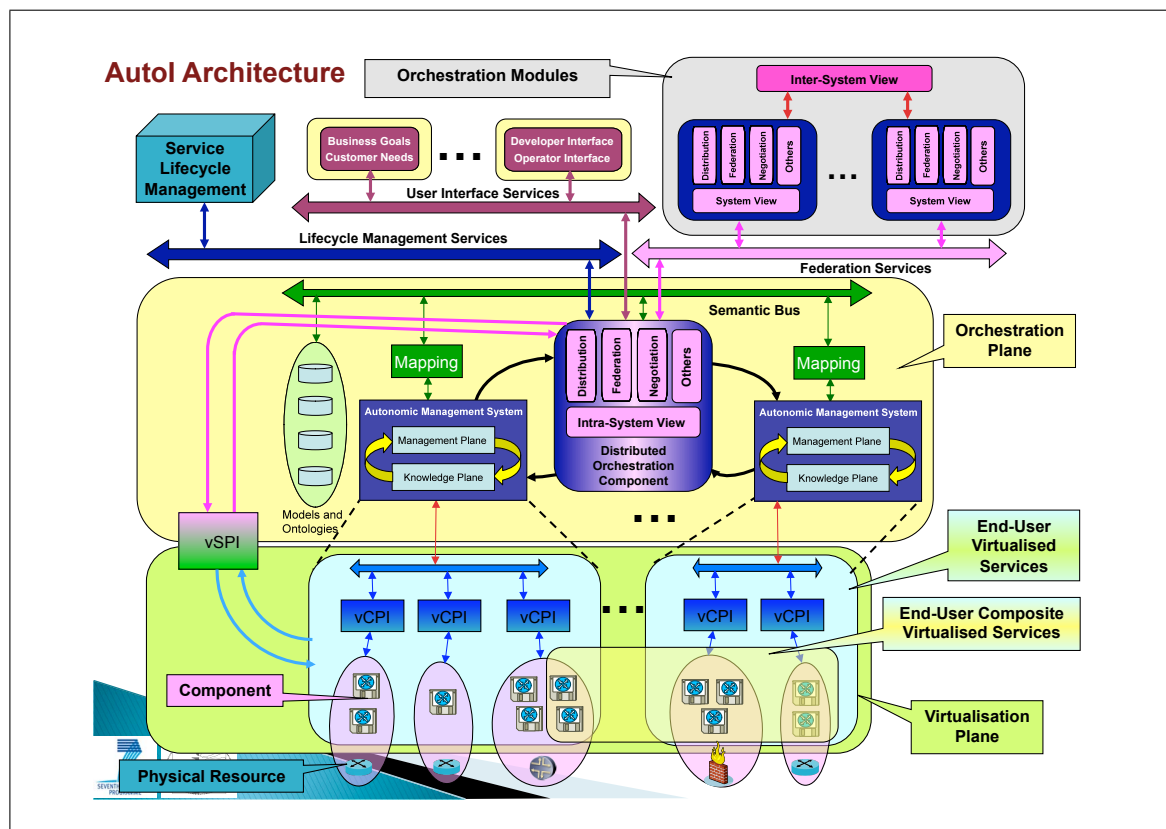 AutoI Architecture
Orchestration Modules
Inter-System View
Distribution
Federation
Negotiation
Others
System View
...
Distribution
Federation
Negotiation
Others
System View
Service
Lifecycle
Management
Business Goals
Customer Needs
...
Developer Interface
Operator Interface
User Interface Services
Lifecycle Management Services
Federation Services
Semantic Bus
Orchestration
Plane
Mapping
Distribution
Federation
Negotiation
Others
Intra-System View
Distributed
Orchestration
Component
Mapping
Autonomic Management System
Management Plane
Knowledge Plane
Autonomic Management System
Management Plane
Knowledge Plane
Models and
Ontologies
...
vSPI
End-User
Virtualised
Services
vCPI
vCPI
vCPI
...
vCPI
vCPI
End-User Composite
Virtualised Services
Component
Virtualisation
Plane
Physical Resource